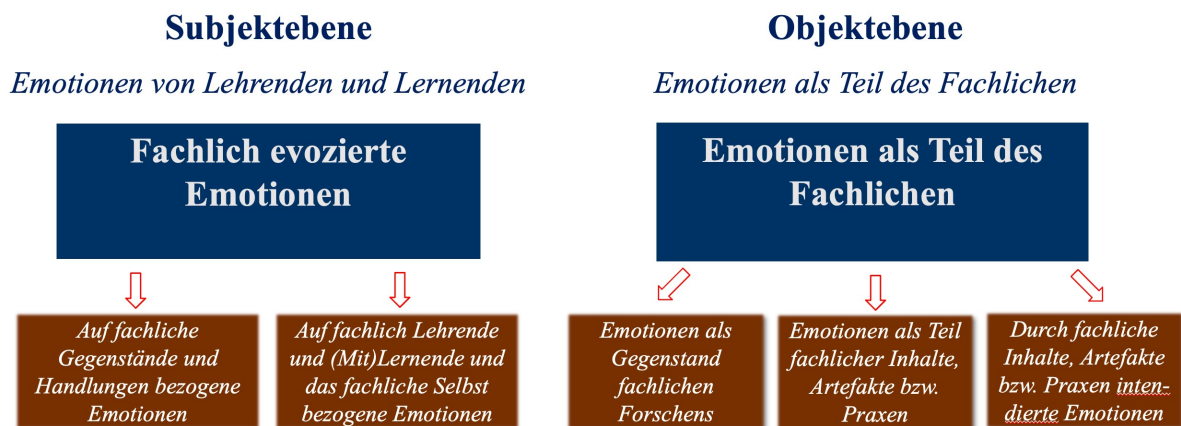 Subjektebene
Emotionen von Lehrenden und Lernenden
Fachlich evozierte
Emotionen
Auf fachliche
Gegenstände und
Handlungen bezogene
Emotionen
Auf fachlich Lehrende
und (Mit)Lernende und
das fachliche Selbst
bezogene Emotionen
Objektebene
Emotionen als Teil des Fachlichen
Emotionen als Teil des
Fachlichen
Emotionen als
Gegenstand
fachlichen
Forschens
Emotionen als Teil
fachlicher Inhalte,
Artefakte bzw.
Praxen
Durch fachliche
Inhalte, Artefakte
bzw. Praxen inten-
dierte Emotionen